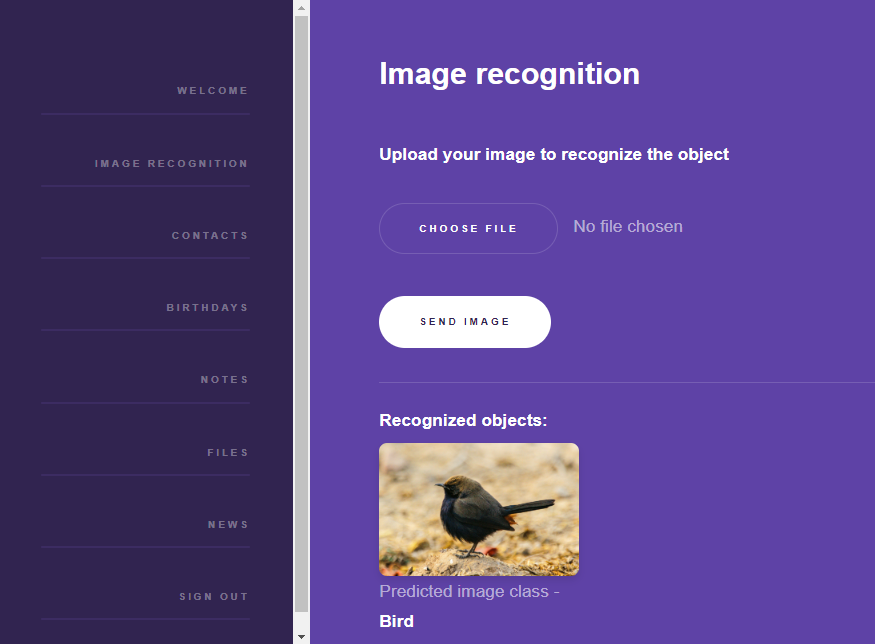 WELCOME
IMAGE RECOGNITION
CONTACTS
BIRTHDAYS
NOTES
FILES
NEWS
SIGN OUT
Image recognition
Upload your image to recognize the object
CHOOSE FILE No file chosen
SEND IMAGE
Recognized objects:
Predicted image class -
Bird